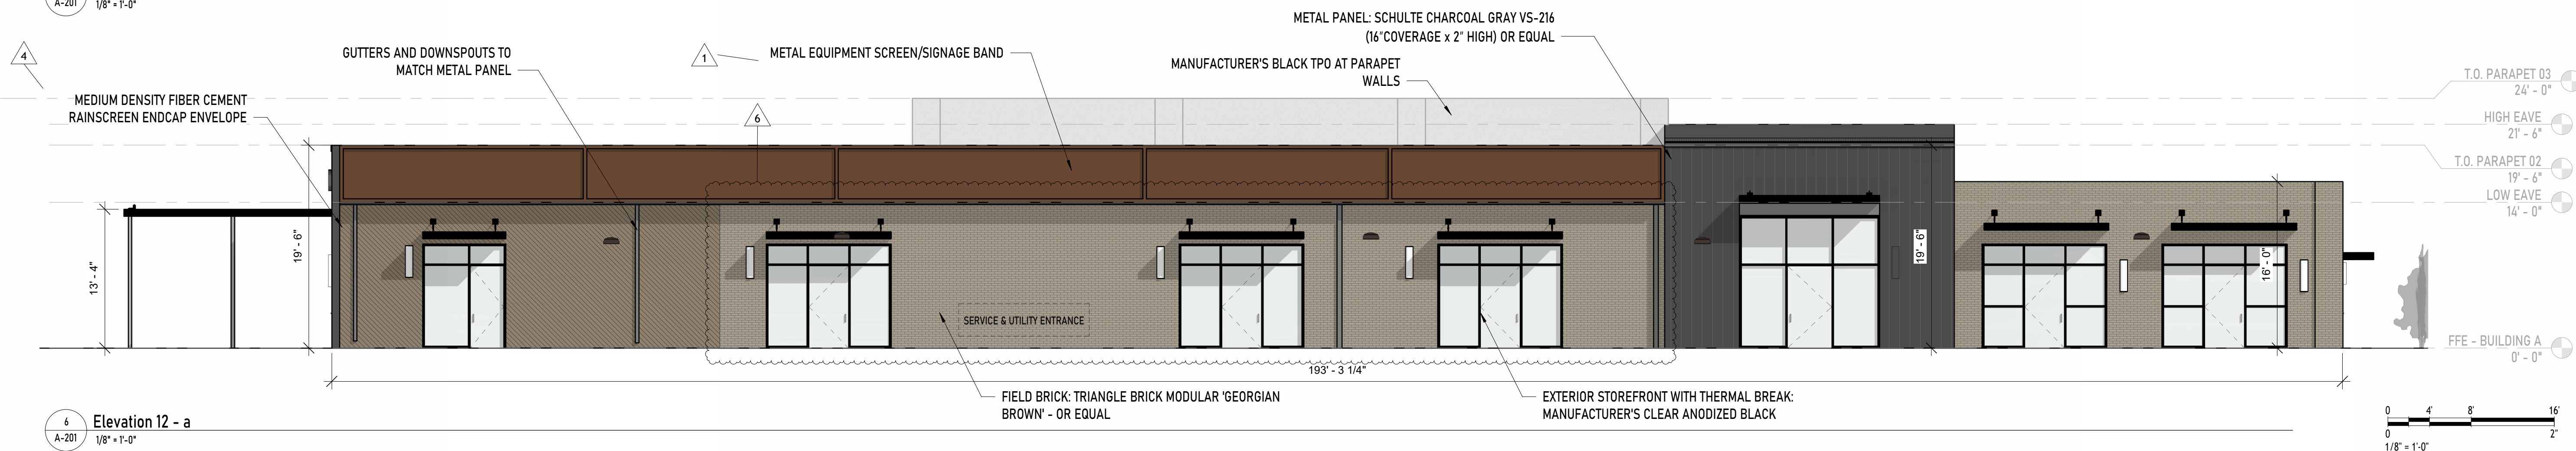 A-201
1/8" = 1'-0"
METAL PANEL: SCHULTE CHARCOAL GRAY VS-216
(16"COVERAGE x 2" HIGH) OR EQUAL
4
GUTTERS AND DOWNSPOUTS TO
MATCH METAL PANEL
1
METAL EQUIPMENT SCREEN/SIGNAGE BAND
MANUFACTURER'S BLACK TPO AT PARAPET
WALLS
T.O. PARAPET 03
24' - 0"
MEDIUM DENSITY FIBER CEMENT
RAINSCREEN ENDCAP ENVELOPE
6
HIGH EAVE
21' - 6"
T.O. PARAPET 02
19' - 6"
LOW EAVE
14' - 0"
13' - 4"
19' - 6"
19' - 6"
16' - 0"
SERVICE & UTILITY ENTRANCE
FFE - BUILDING A
0' - 0"
193' - 3 1/4"
FIELD BRICK: TRIANGLE BRICK MODULAR 'GEORGIAN
BROWN' - OR EQUAL
EXTERIOR STOREFRONT WITH THERMAL BREAK:
MANUFACTURER'S CLEAR ANODIZED BLACK
6
A-201
Elevation 12 - a
1/8" = 1'-0"
0 4' 8' 16'
0 2"
1/8" = 1'-0"